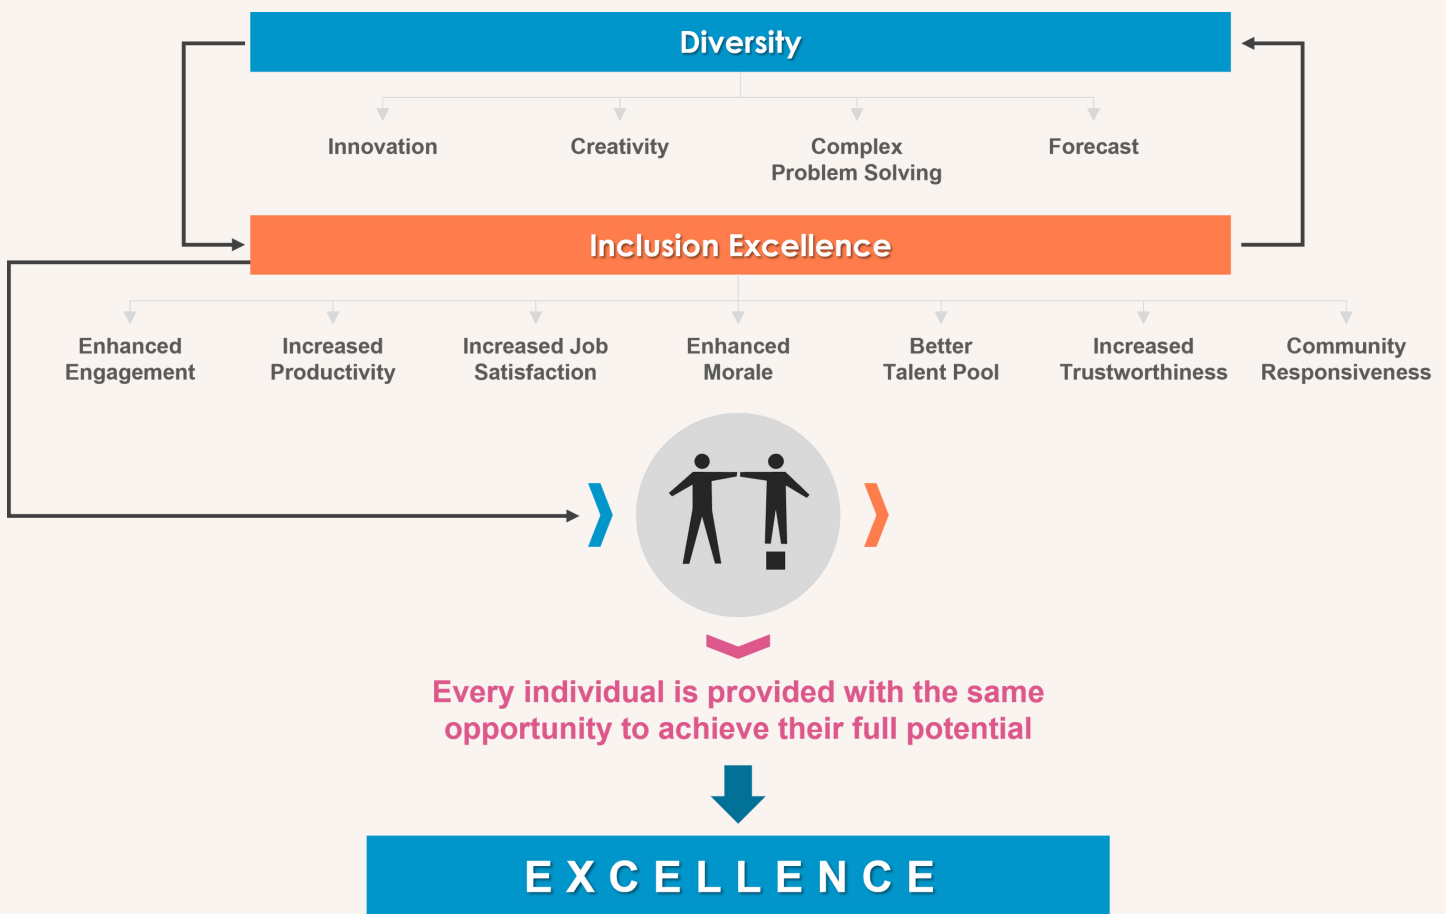 Diversity
Innovation
Creativity
Complex
Problem Solving
Forecast
Inclusion Excellence
Enhanced
Engagement
Increased
Productivity
Increased Job
Satisfaction
Enhanced
Morale
Better
Talent Pool
Increased
Trustworthiness
Community
Responsiveness
Every individual is provided with the same
opportunity to achieve their full potential
EXCELLENCE